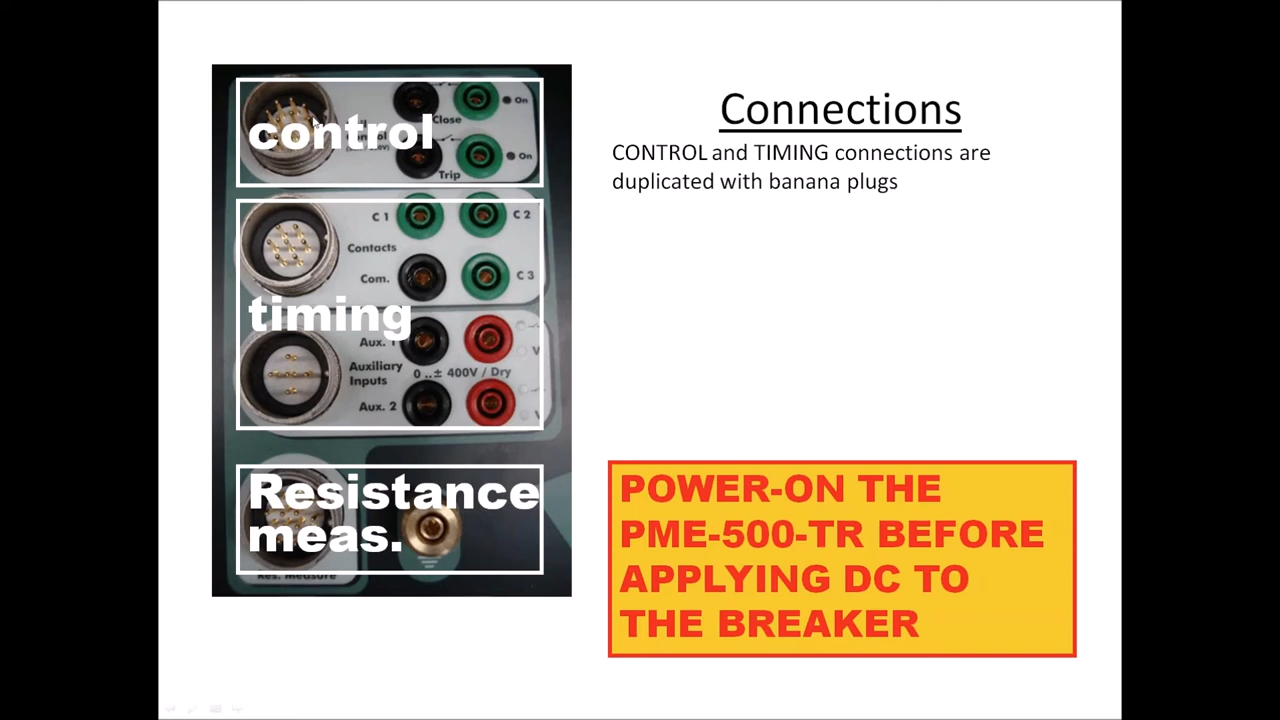 control
On
Close
On
Trip
C 1
C 2
Contacts
Com.
C 3
timing
Aux. 1
Auxiliary
Inputs
0 ..± 400V / Dry
Aux. 2
V
V
Resistance
meas.
Res. measure
Connections
CONTROL and TIMING connections are
duplicated with banana plugs
POWER-ON THE
PME-500-TR BEFORE
APPLYING DC TO
THE BREAKER